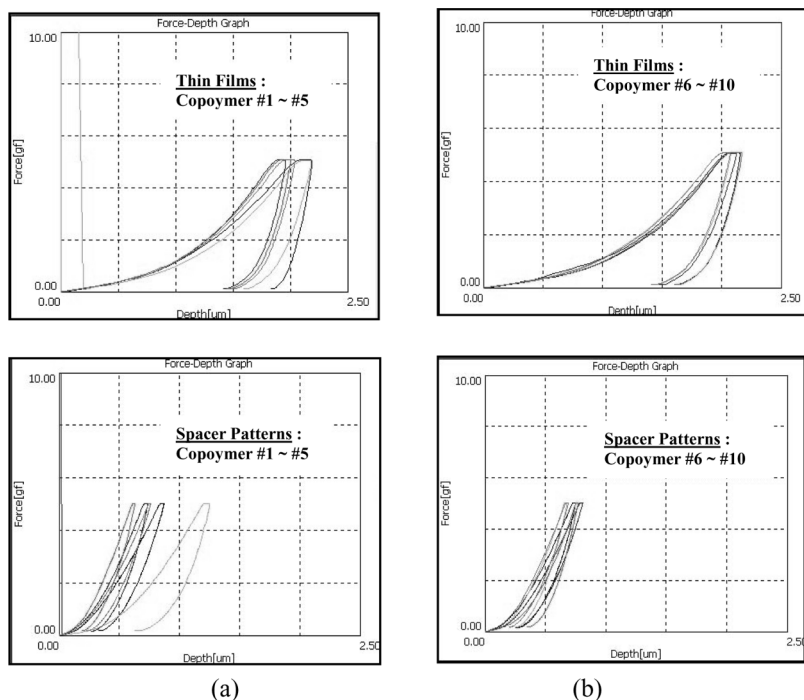 Force-Depth Graph
10.00
Thin Films :
Copoymer #1 ~ #5
Force[gf]
0.00
0.00
2.50
Depth[um]
Force-Depth Graph
10.00
Thin Films :
Copoymer #6 ~ #10
Force[gf]
0.00
0.00
2.50
Depth[um]
Force-Depth Graph
10.00
Spacer Patterns :
Copoymer #1 ~ #5
Force[gf]
0.00
0.00
2.50
Depth[um]
Force-Depth Graph
10.00
Spacer Patterns :
Copoymer #6 ~ #10
Force[gf]
0.00
0.00
2.50
Depth[um]
(a)
(b)